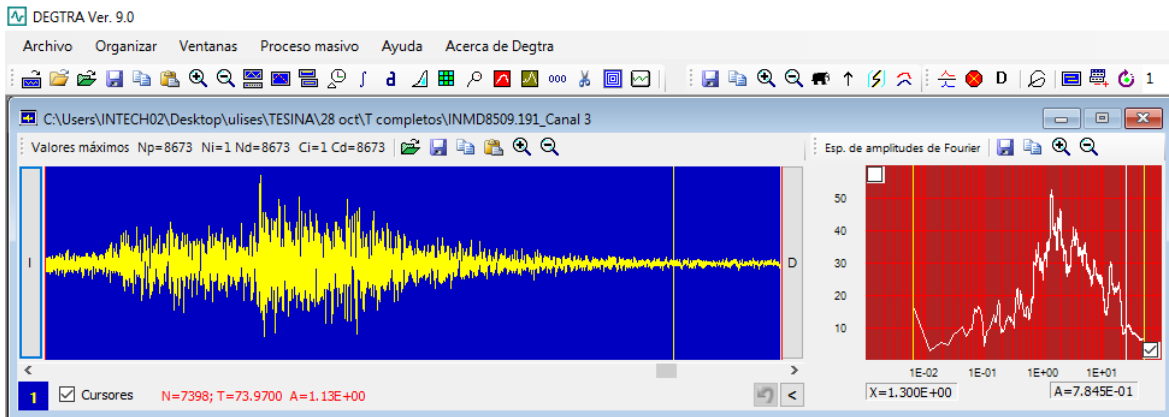 DEGTRA Ver. 9.0
Archivo Organizar Ventanas Proceso masivo Ayuda Acerca de Degtra
∫ d 000 D 1
C:\Users\INTECH02\Desktop\ulises\TESINA\28 oct\T completos\INMD8509.191_Canal 3
Valores máximos Np=8673 Ni=1 Nd=8673 Ci=1 Cd=8673
Esp. de amplitudes de Fourier
I D
50
40
30
20
10
1E-02 1E-01 1E+00 1E+01
< > 
1 Cursores N=7398; T=73.9700 A=1.13E+00 <
X=1.300E+00 A=7.845E-01